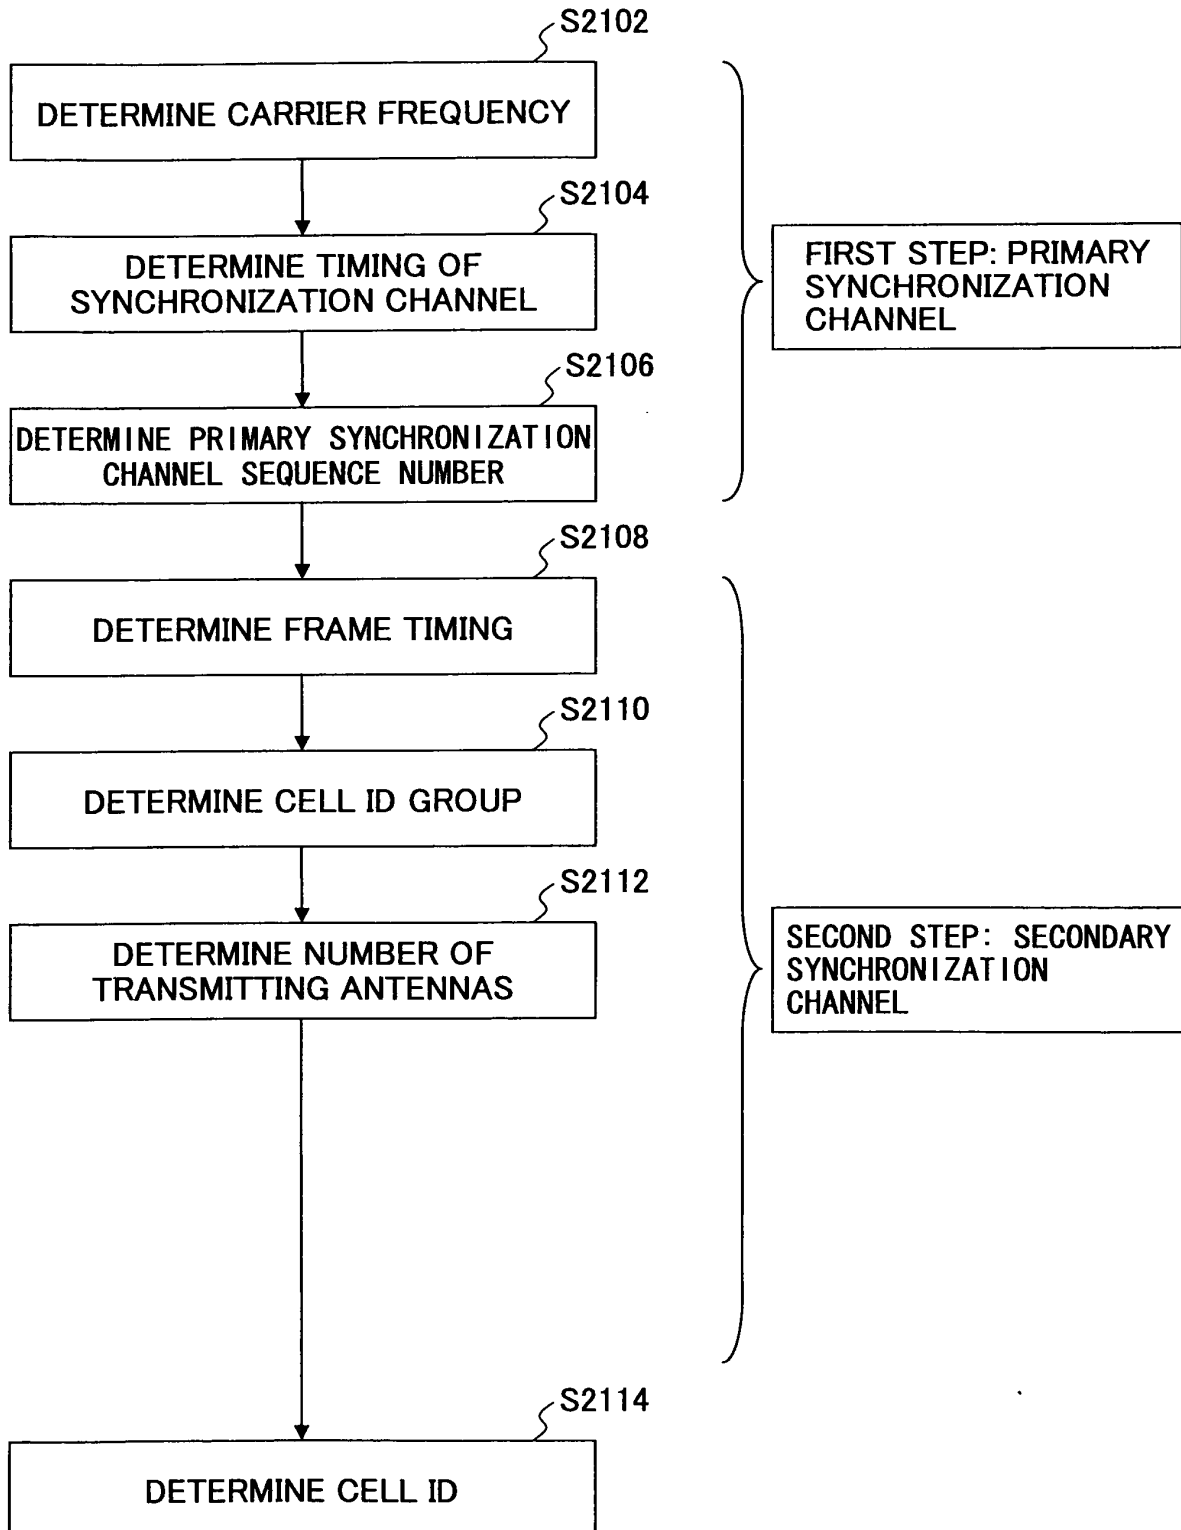 S2102
DETERMINE CARRIER FREQUENCY
S2104
DETERMINE TIMING OF
SYNCHRONIZATION CHANNEL
S2106
DETERMINE PRIMARY SYNCHRONIZATION
CHANNEL SEQUENCE NUMBER
FIRST STEP: PRIMARY
SYNCHRONIZATION
CHANNEL
S2108
DETERMINE FRAME TIMING
S2110
DETERMINE CELL ID GROUP
S2112
DETERMINE NUMBER OF
TRANSMITTING ANTENNAS
SECOND STEP: SECONDARY
SYNCHRONIZATION
CHANNEL
S2114
DETERMINE CELL ID